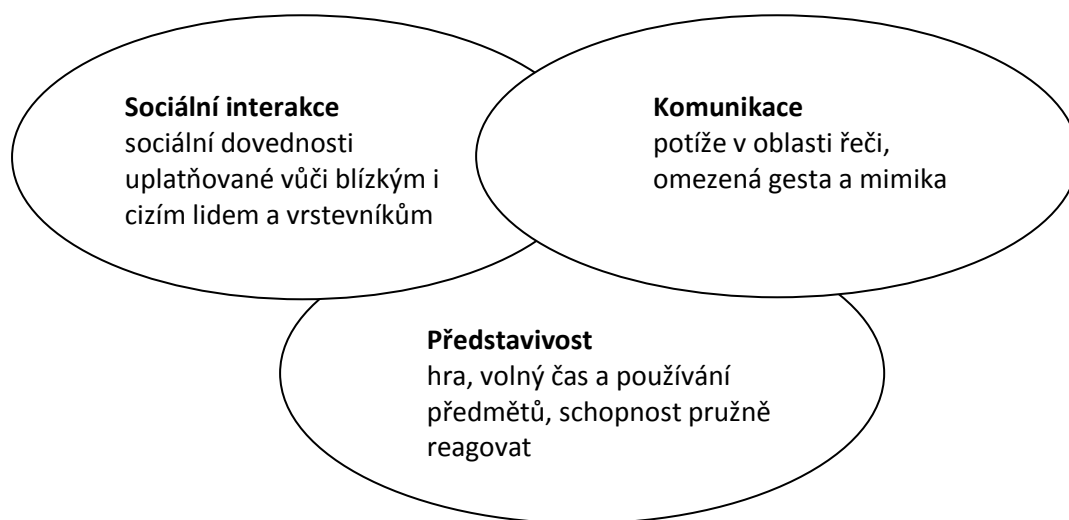 Sociální interakce
sociální dovednosti
uplatňované vůči blízkým i
cizím lidem a vrstevníkům
Komunikace
potíže v oblasti řeči,
omezená gesta a mimika
Představivost
hra, volný čas a používání
předmětů, schopnost pružně
reagovat